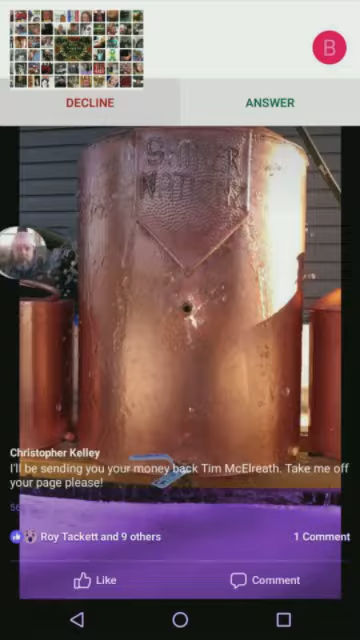 B
DECLINE
ANSWER
Christopher Kelley
I'll be sending you your money back Tim McElreath. Take me off
your page please!
Roy Tackett and 9 others
1 Comment
Like
Comment